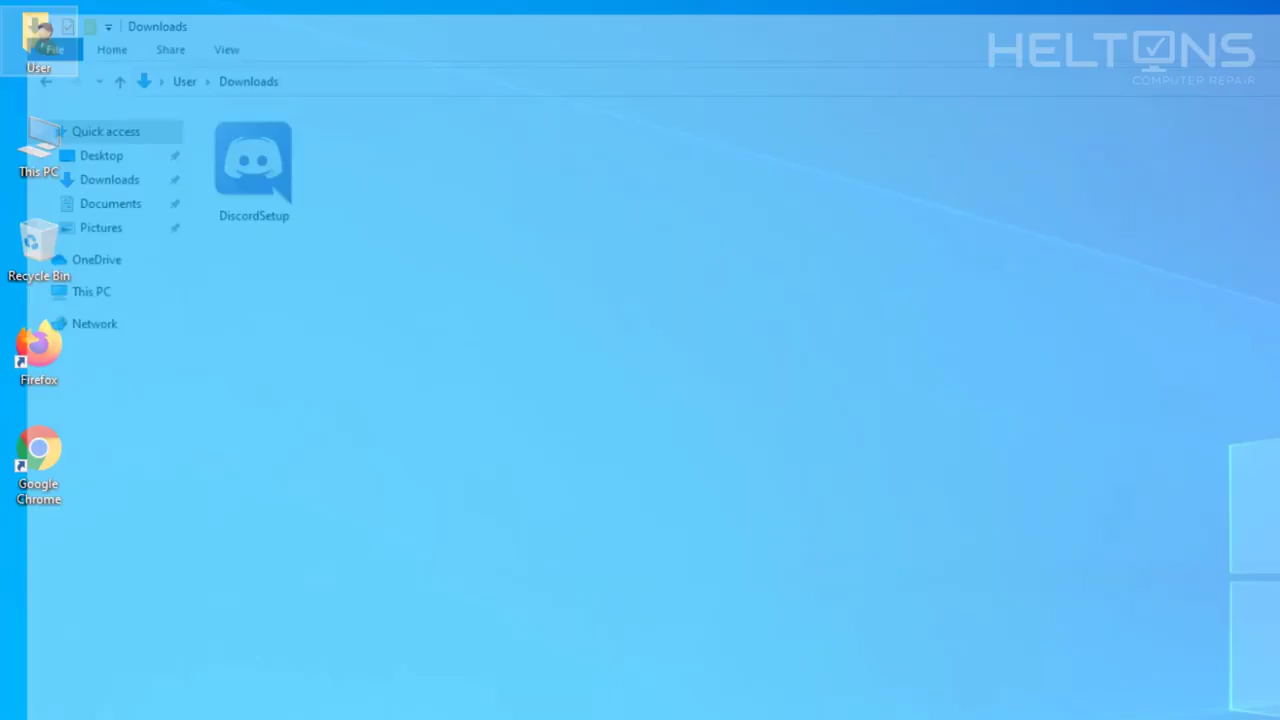 Downloads
File Home Share View
User
User > Downloads
HELTONS
COMPUTER REPAIR
Quick access
Desktop
This PC
Downloads
Documents
Pictures
DiscordSetup
OneDrive
Recycle Bin
This PC
Network
Firefox
Google
Chrome